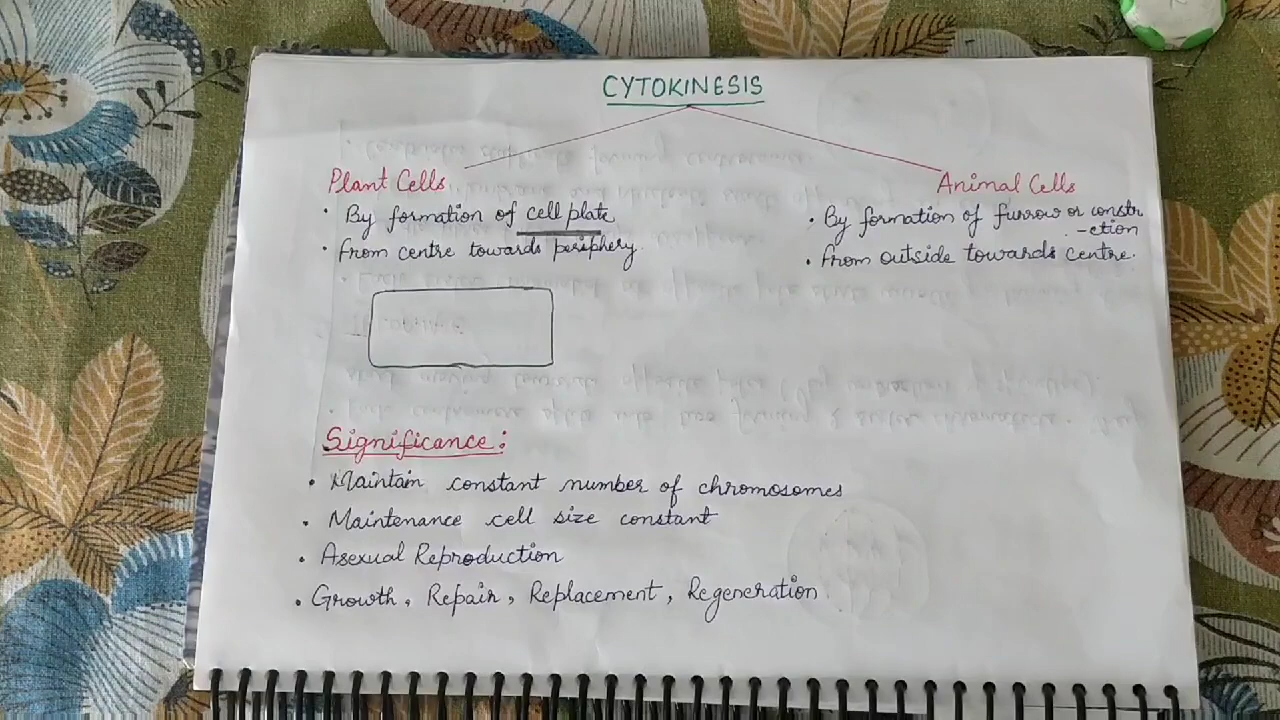 CYTOKINESIS
Plant Cells
• By formation of cell plate
• From centre towards periphery.
Animal Cells
• By formation of furrow or constr
-ction
• From outside towards centre.
Significance:
• Maintain constant number of chromosomes
• Maintenance cell size constant
• Asexual Reproduction
• Growth, Repair, Replacement, Regeneration